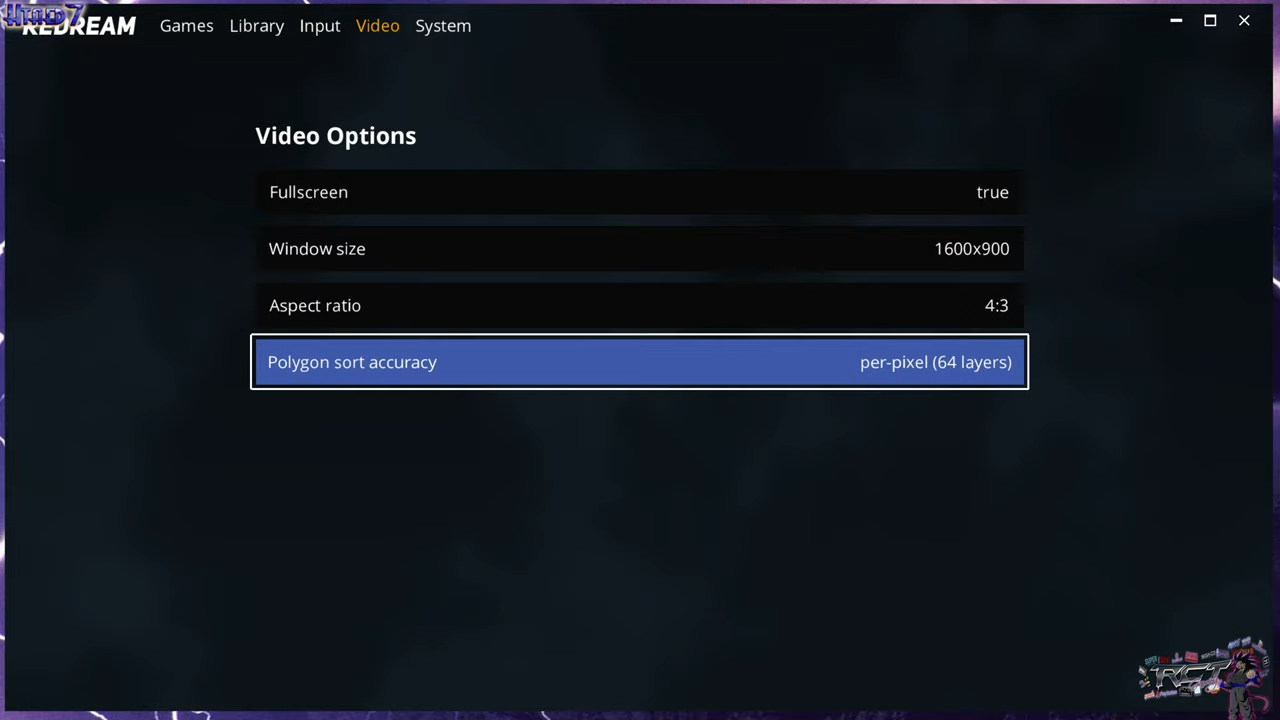 REDREAM
Games Library Input Video System
Video Options
Fullscreen true
Window size 1600x900
Aspect ratio 4:3
Polygon sort accuracy per-pixel (64 layers)
RCT